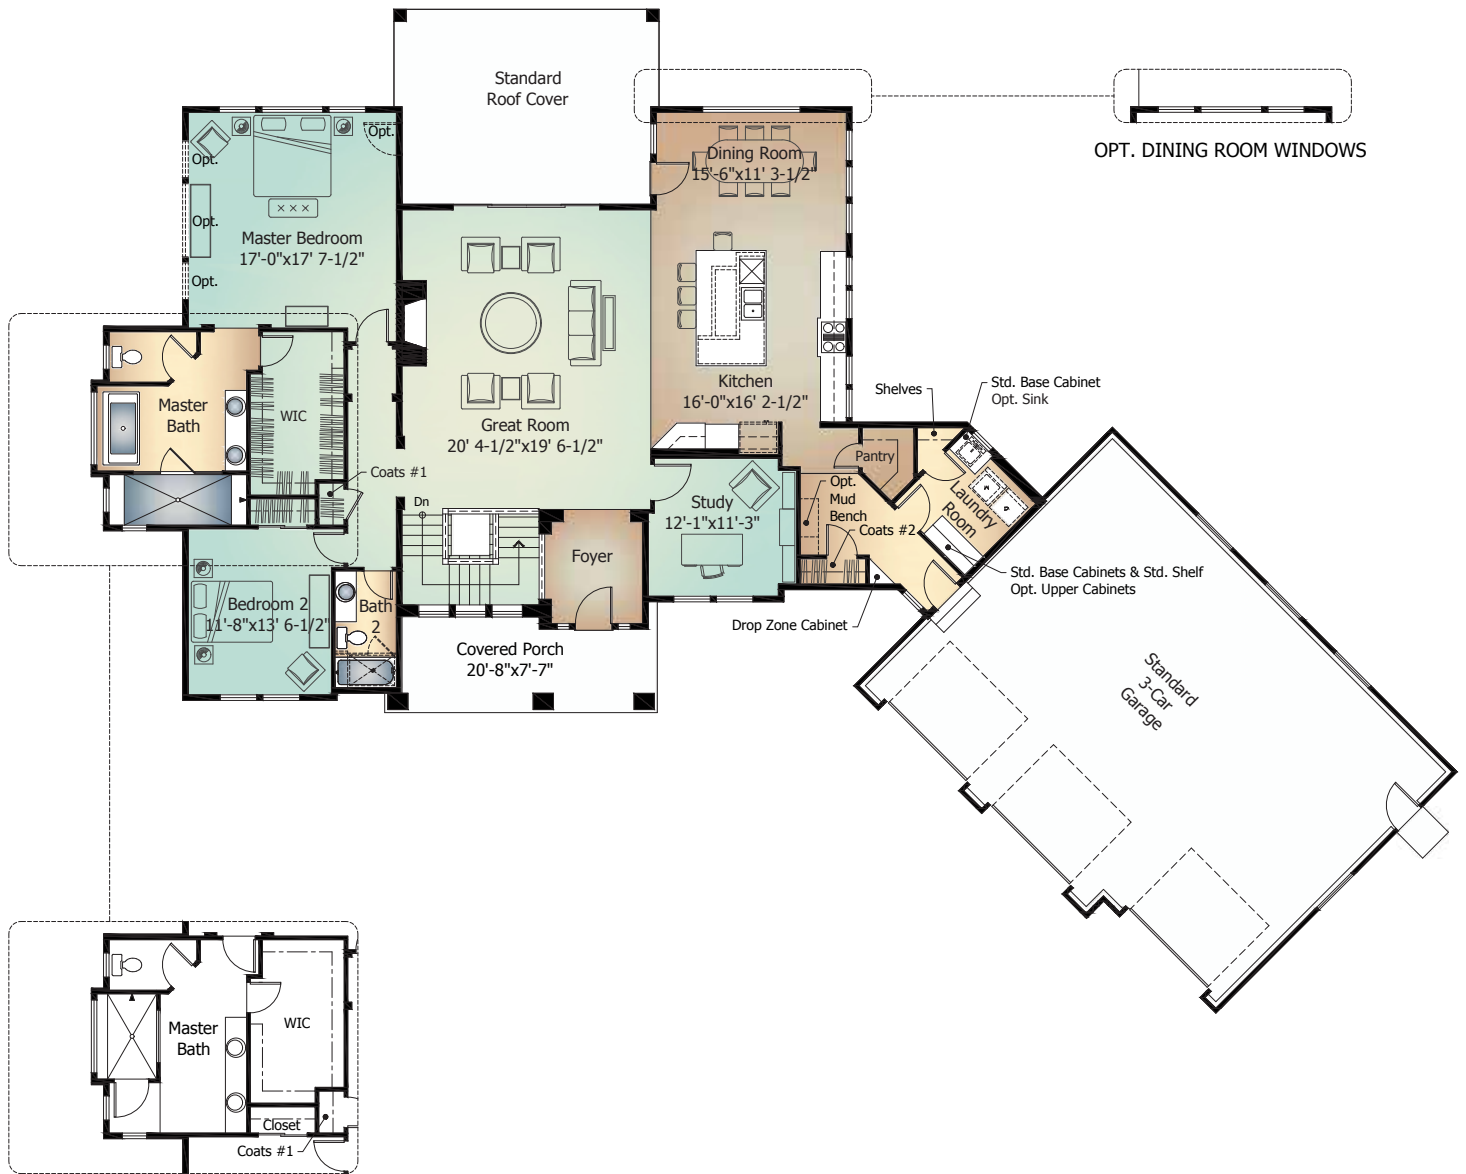 Standard
Roof Cover
OPT. DINING ROOM WINDOWS
Opt.
Opt.
Opt.
Opt.
Master Bedroom
17'-0"x17' 7-1/2"
Dining Room
15'-6"x11' 3-1/2"
Kitchen
16'-0"x16' 2-1/2"
Great Room
20' 4-1/2"x19' 6-1/2"
Master
Bath
WIC
Coats #1
Dn
Shelves
Std. Base Cabinet
Opt. Sink
Pantry
Opt.
Mud
Bench
Coats #2
Laundry
Room
Study
12'-1"x11'-3"
Foyer
Std. Base Cabinets & Std. Shelf
Opt. Upper Cabinets
Drop Zone Cabinet
Bedroom 2
11'-8"x13' 6-1/2"
Bath
2
Covered Porch
20'-8"x7'-7"
Standard
3-Car
Garage
Master
Bath
WIC
Closet
Coats #1